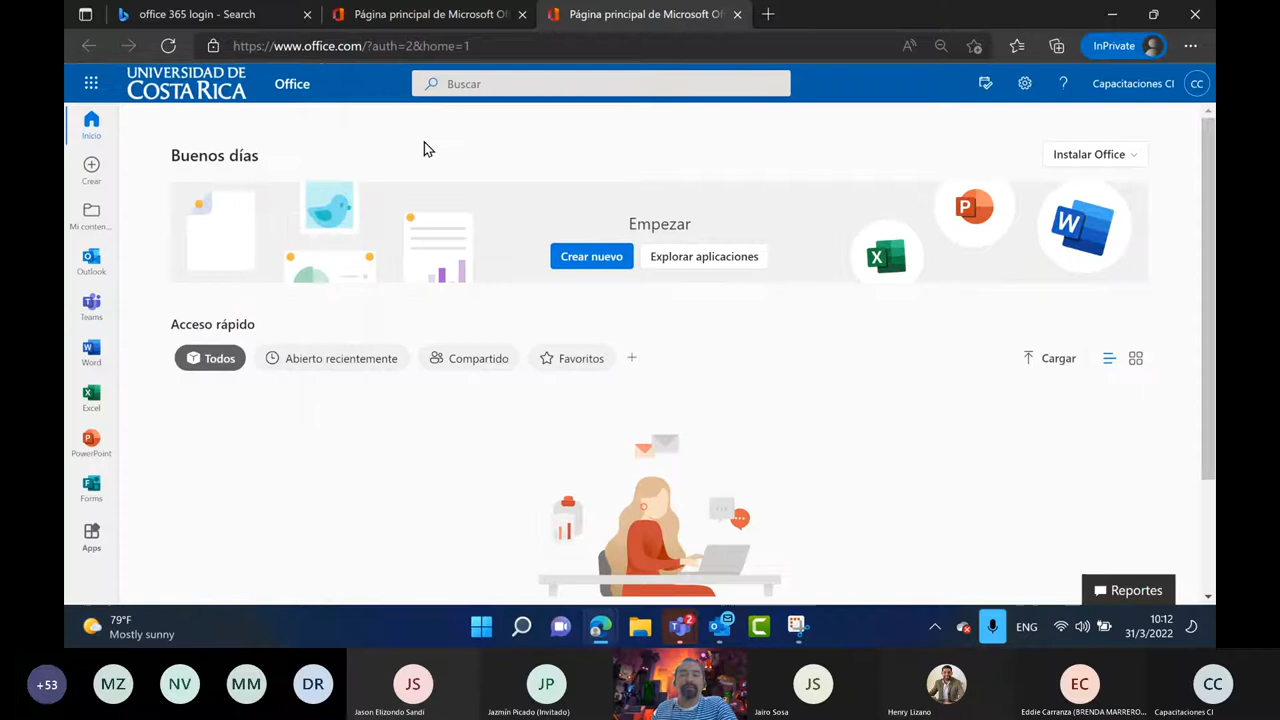 office 365 login - Search
Página principal de Microsoft Of
Página principal de Microsoft Of
https://www.office.com/?auth=2&home=1
InPrivate
UNIVERSIDAD DE
COSTA RICA
Office
Buscar
Capacitaciones CI
CC
Inicio
Crear
Mi conten...
Outlook
Teams
Word
Excel
PowerPoint
Forms
Apps
Buenos días
Instalar Office
Empezar
Crear nuevo
Explorar aplicaciones
Acceso rápido
Todos
Abierto recientemente
Compartido
Favoritos
Cargar
Reportes
79°F
Mostly sunny
2
ENG
10:12
31/3/2022
+53
MZ
NV
MM
DR
JS
Jason Elizondo Sandi
JP
Jazmín Picado (Invitado)
JS
Jairo Sosa
Henry Lizano
EC
Eddie Carranza (BRENDA MARRERO...
CC
Capacitaciones CI